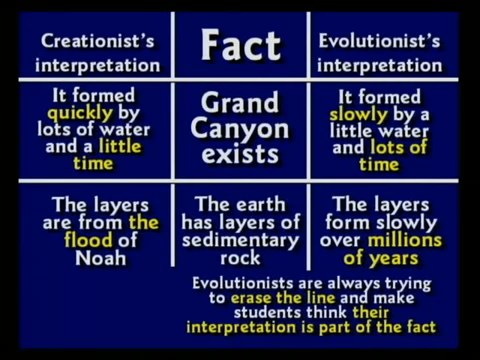 Creationist's
interpretation
Fact
Evolutionist's
interpretation
It formed
quickly by
lots of water
and a little
time
Grand
Canyon
exists
It formed
slowly by a
little water
and lots of
time
The layers
are from the
flood of
Noah
The earth
has layers of
sedimentary
rock
The layers
form slowly
over millions
of years
Evolutionists are always trying
to erase the line and make
students think their
interpretation is part of the fact